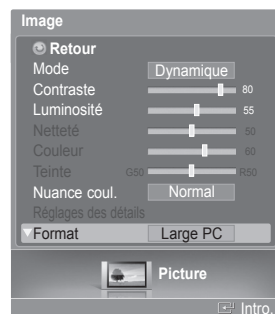 Image
Retour
Mode Dynamique
Contraste 80
Luminosité 55
Netteté 50
Couleur 60
Teinte G50 R50
Nuance coul. Normal
Réglages des détails
Format Large PC
Picture
Intro.